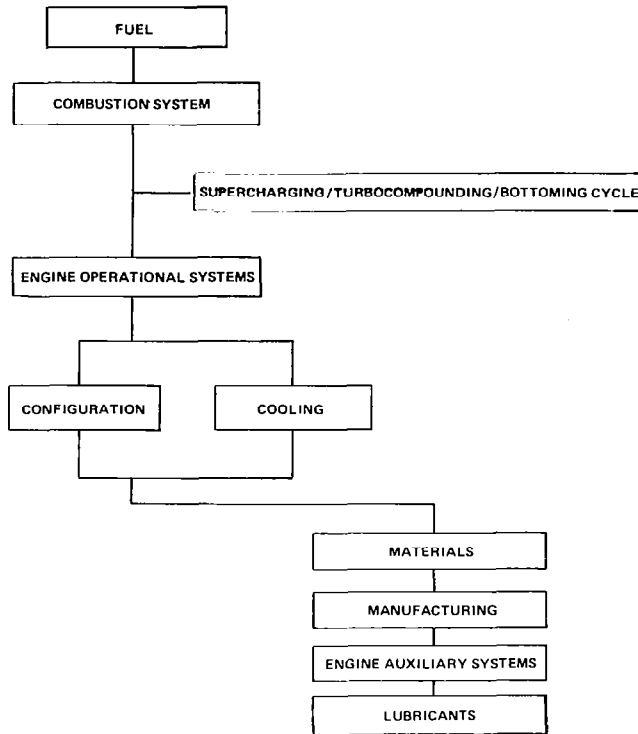 FUEL
COMBUSTION SYSTEM
SUPERCHARGING/TURBOCOMPOUNDING/BOTTOMING CYCLE
ENGINE OPERATIONAL SYSTEMS
CONFIGURATION
COOLING
MATERIALS
MANUFACTURING
ENGINE AUXILIARY SYSTEMS
LUBRICANTS